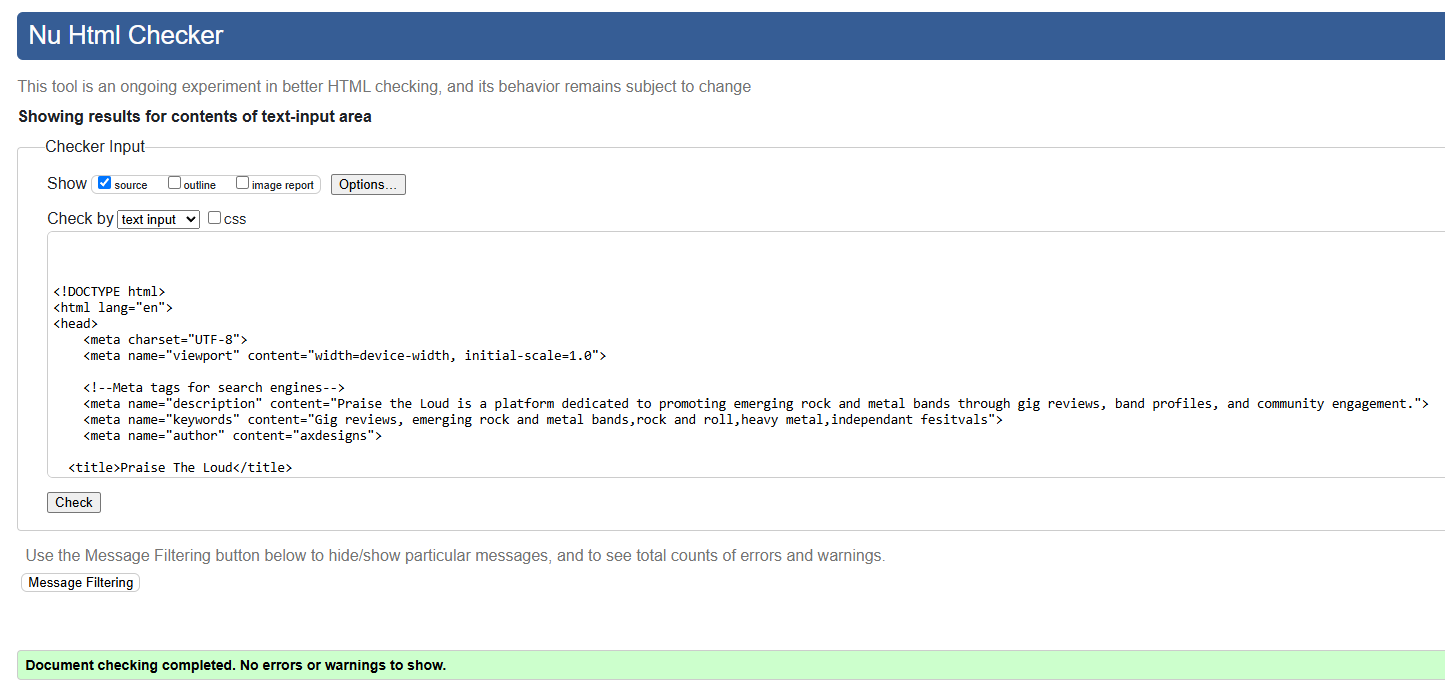 Nu Html Checker
This tool is an ongoing experiment in better HTML checking, and its behavior remains subject to change
Showing results for contents of text-input area
Checker Input
Show source outline image report Options...
Check by text input css
<!DOCTYPE html>
<html lang="en">
<head>
<meta charset="UTF-8">
<meta name="viewport" content="width=device-width, initial-scale=1.0">
<!--Meta tags for search engines-->
<meta name="description" content="Praise the Loud is a platform dedicated to promoting emerging rock and metal bands through gig reviews, band profiles, and community engagement.">
<meta name="keywords" content="Gig reviews, emerging rock and metal bands,rock and roll,heavy metal,independant fesitvals">
<meta name="author" content="axdesigns">
<title>Praise The Loud</title>
Check
Use the Message Filtering button below to hide/show particular messages, and to see total counts of errors and warnings.
Message Filtering
Document checking completed. No errors or warnings to show.